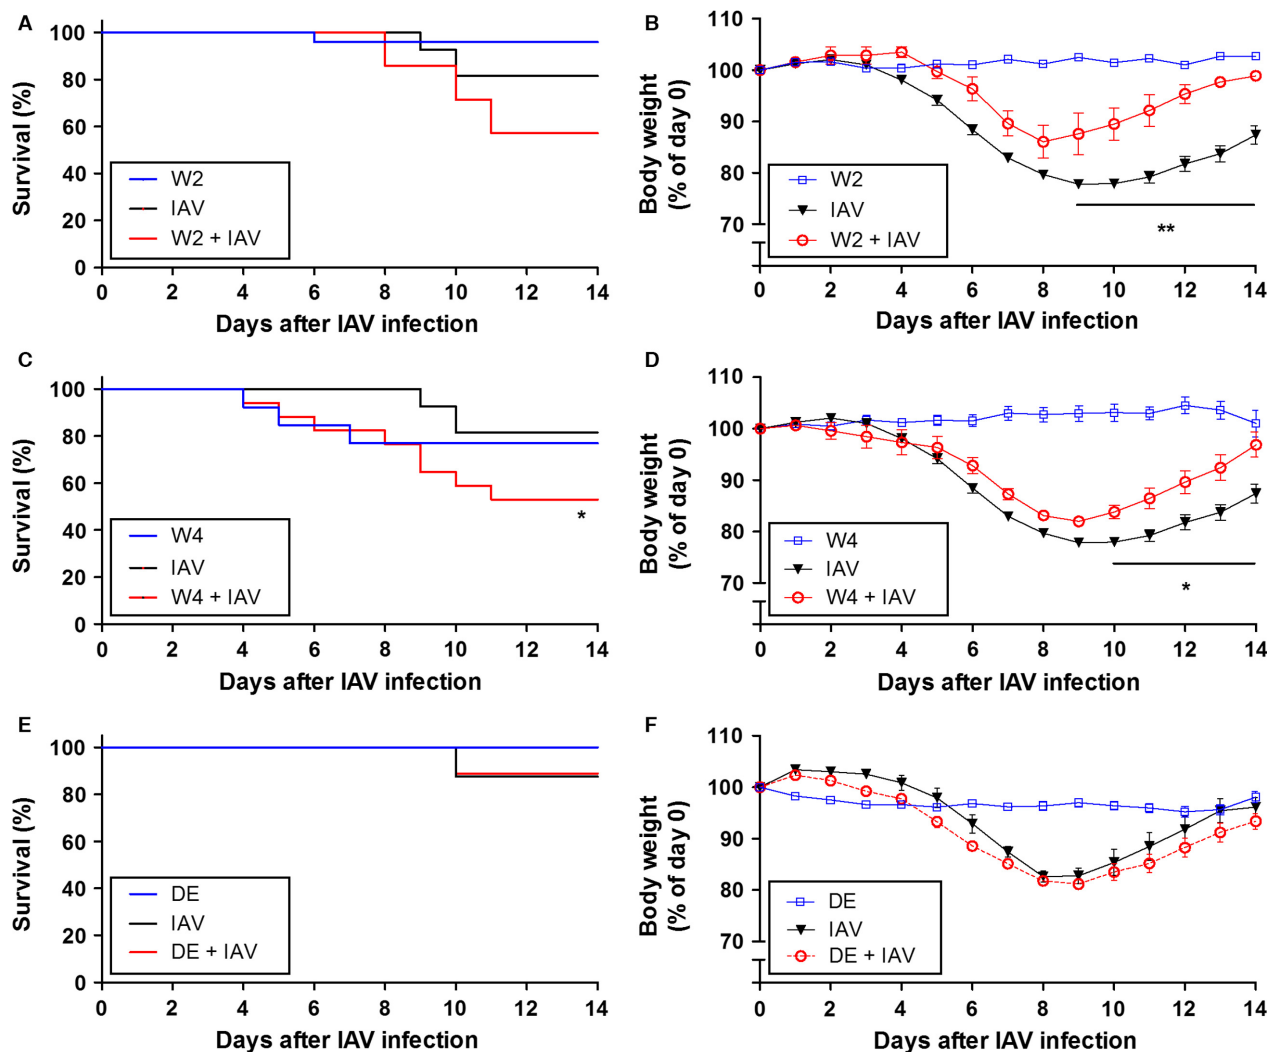 A
100
80
60
40
20
0
Survival (%)
W2
IAV
W2 + IAV
0 2 4 6 8 10 12 14
Days after IAV infection
B
110
100
90
80
70
Body weight
(% of day 0)
W2
IAV
W2 + IAV
**
0 2 4 6 8 10 12 14
Days after IAV infection
C
100
80
60
40
20
0
Survival (%)
*
W4
IAV
W4 + IAV
0 2 4 6 8 10 12 14
Days after IAV infection
D
110
100
90
80
70
Body weight
(% of day 0)
W4
IAV
W4 + IAV
*
0 2 4 6 8 10 12 14
Days after IAV infection
E
100
80
60
40
20
0
Survival (%)
DE
IAV
DE + IAV
0 2 4 6 8 10 12 14
Days after IAV infection
F
110
100
90
80
70
Body weight
(% of day 0)
DE
IAV
DE + IAV
0 2 4 6 8 10 12 14
Days after IAV infection